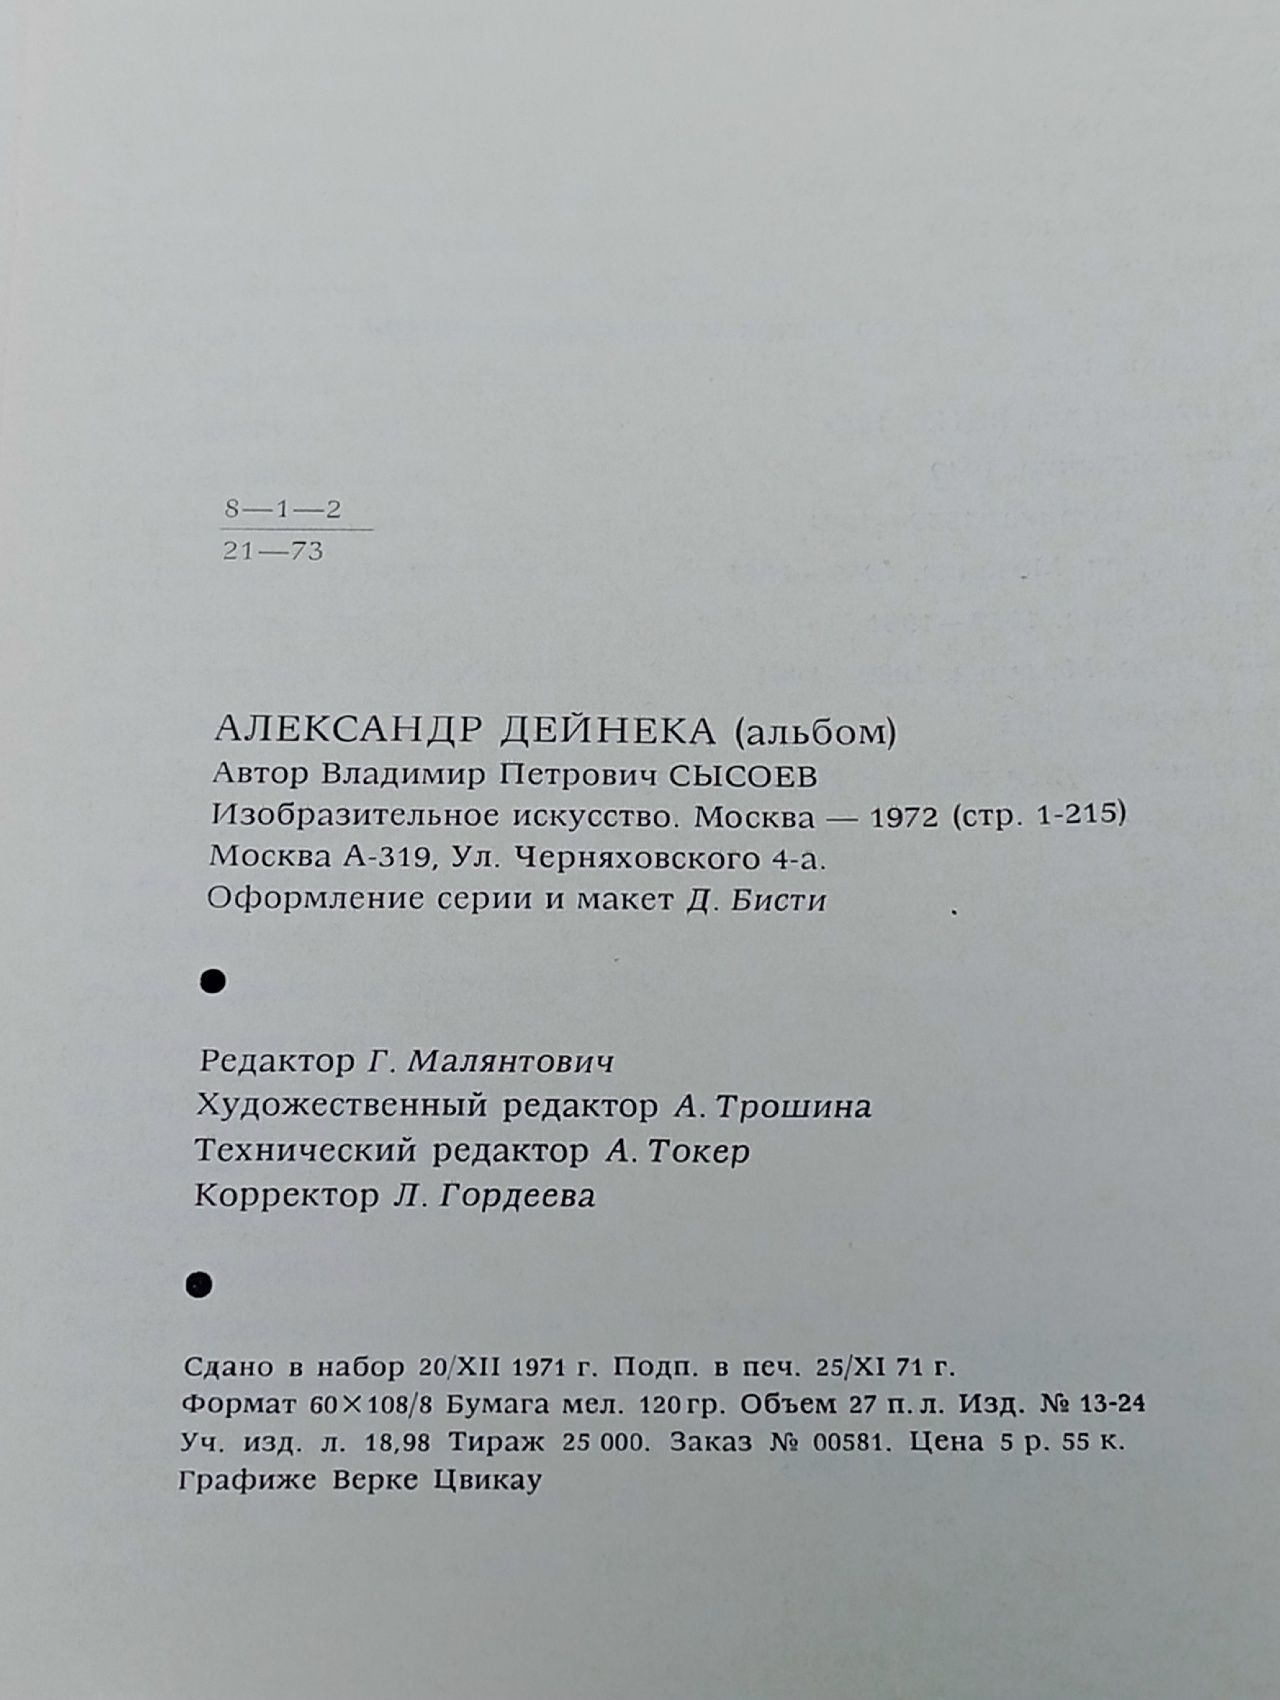 8—1—2
21—73
АЛЕКСАНДР ДЕЙНЕКА (альбом)
Автор Владимир Петрович СЫСОЕВ
Изобразительное искусство. Москва — 1972 (стр. 1-215)
Москва А-319, Ул. Черняховского 4-а.
Оформление серии и макет Д. Бисти
Редактор Г. Малянтович
Художественный редактор А. Трошина
Технический редактор А. Токер
Корректор Л. Гордеева
Сдано в набор 20/XII 1971 г. Подп. в печ. 25/XI 71 г.
Формат 60×108/8 Бумага мел. 120 гр. Объем 27 п. л. Изд. № 13-24
Уч. изд. л. 18,98 Тираж 25 000. Заказ № 00581. Цена 5 р. 55 к.
Графиже Верке Цвикау